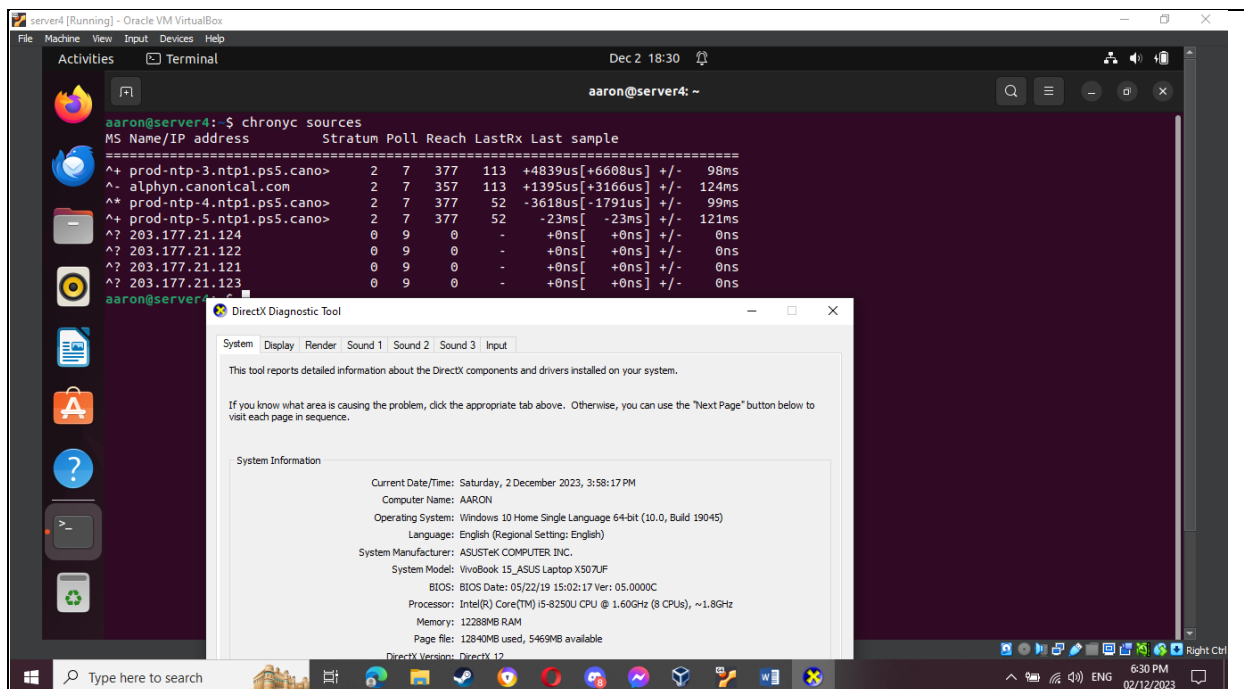 server4 [Running] - Oracle VM VirtualBox
File Machine View Input Devices Help
Activities Terminal Dec 2 18:30
aaron@server4: ~
aaron@server4:~$ chronyc sources
MS Name/IP address Stratum Poll Reach LastRx Last sample
===============================================================================
^+ prod-ntp-3.ntp1.ps5.cano> 2 7 377 113 +4839us[+6608us] +/- 98ms
^- alphyn.canonical.com 2 7 357 113 +1395us[+3166us] +/- 124ms
^* prod-ntp-4.ntp1.ps5.cano> 2 7 377 52 -3618us[-1791us] +/- 99ms
^+ prod-ntp-5.ntp1.ps5.cano> 2 7 377 52 -23ms[ -23ms] +/- 121ms
^? 203.177.21.124 0 9 0 - +0ns[ +0ns] +/- 0ns
^? 203.177.21.122 0 9 0 - +0ns[ +0ns] +/- 0ns
^? 203.177.21.121 0 9 0 - +0ns[ +0ns] +/- 0ns
^? 203.177.21.123 0 9 0 - +0ns[ +0ns] +/- 0ns
aaron@server4:~$
DirectX Diagnostic Tool
System Display Render Sound 1 Sound 2 Sound 3 Input
This tool reports detailed information about the DirectX components and drivers installed on your system.
If you know what area is causing the problem, click the appropriate tab above. Otherwise, you can use the "Next Page" button below to
visit each page in sequence.
System Information
Current Date/Time: Saturday, 2 December 2023, 3:58:17 PM
Computer Name: AARON
Operating System: Windows 10 Home Single Language 64-bit (10.0, Build 19045)
Language: English (Regional Setting: English)
System Manufacturer: ASUSTeK COMPUTER INC.
System Model: VivoBook 15_ASUS Laptop X507UF
BIOS: BIOS Date: 05/22/19 15:02:17 Ver: 05.0000C
Processor: Intel(R) Core(TM) i5-8250U CPU @ 1.60GHz (8 CPUs), ~1.8GHz
Memory: 12288MB RAM
Page file: 12840MB used, 5469MB available
DirectX Version: DirectX 12
Right Ctrl
Type here to search
8
ENG
6:30 PM
02/12/2023